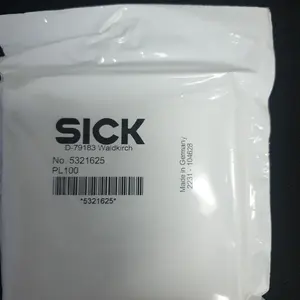 SICK
D-79183 Waldkirch
No. 5321625
PL100
*5321625*
Made in Germany
2231 - 104628